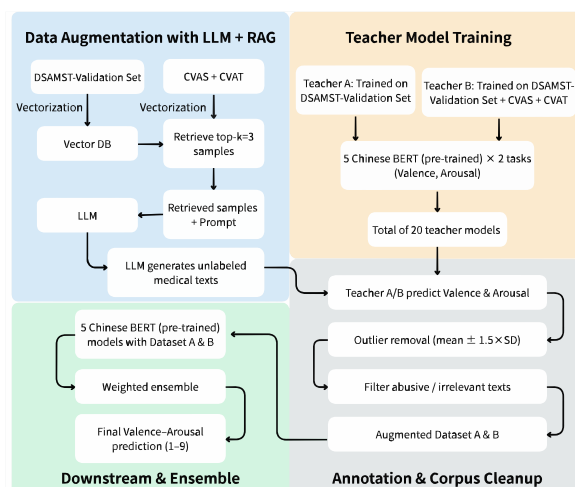 Data Augmentation with LLM + RAG
DSAMST-Validation Set
CVAS + CVAT
Vectorization
Vectorization
Vector DB
Retrieve top-k=3
samples
LLM
Retrieved samples
+ Prompt
LLM generates unlabeled
medical texts
Teacher Model Training
Teacher A: Trained on
DSAMST-Validation Set
Teacher B: Trained on DSAMST-
Validation Set + CVAS + CVAT
5 Chinese BERT (pre-trained) × 2 tasks
(Valence, Arousal)
Total of 20 teacher models
Teacher A/B predict Valence & Arousal
Outlier removal (mean ± 1.5×SD)
Filter abusive / irrelevant texts
Augmented Dataset A & B
Annotation & Corpus Cleanup
5 Chinese BERT (pre-trained)
models with Dataset A & B
Weighted ensemble
Final Valence–Arousal
prediction (1–9)
Downstream & Ensemble